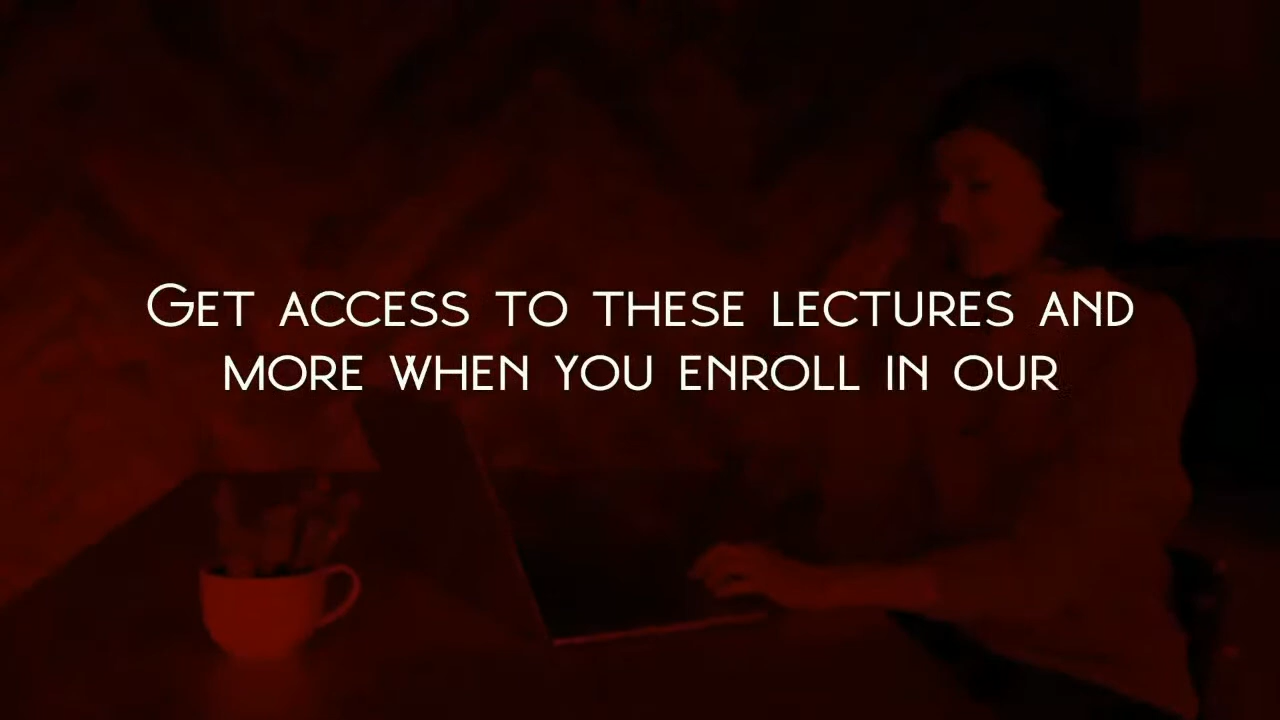 Get access to these lectures and
more when you enroll in our